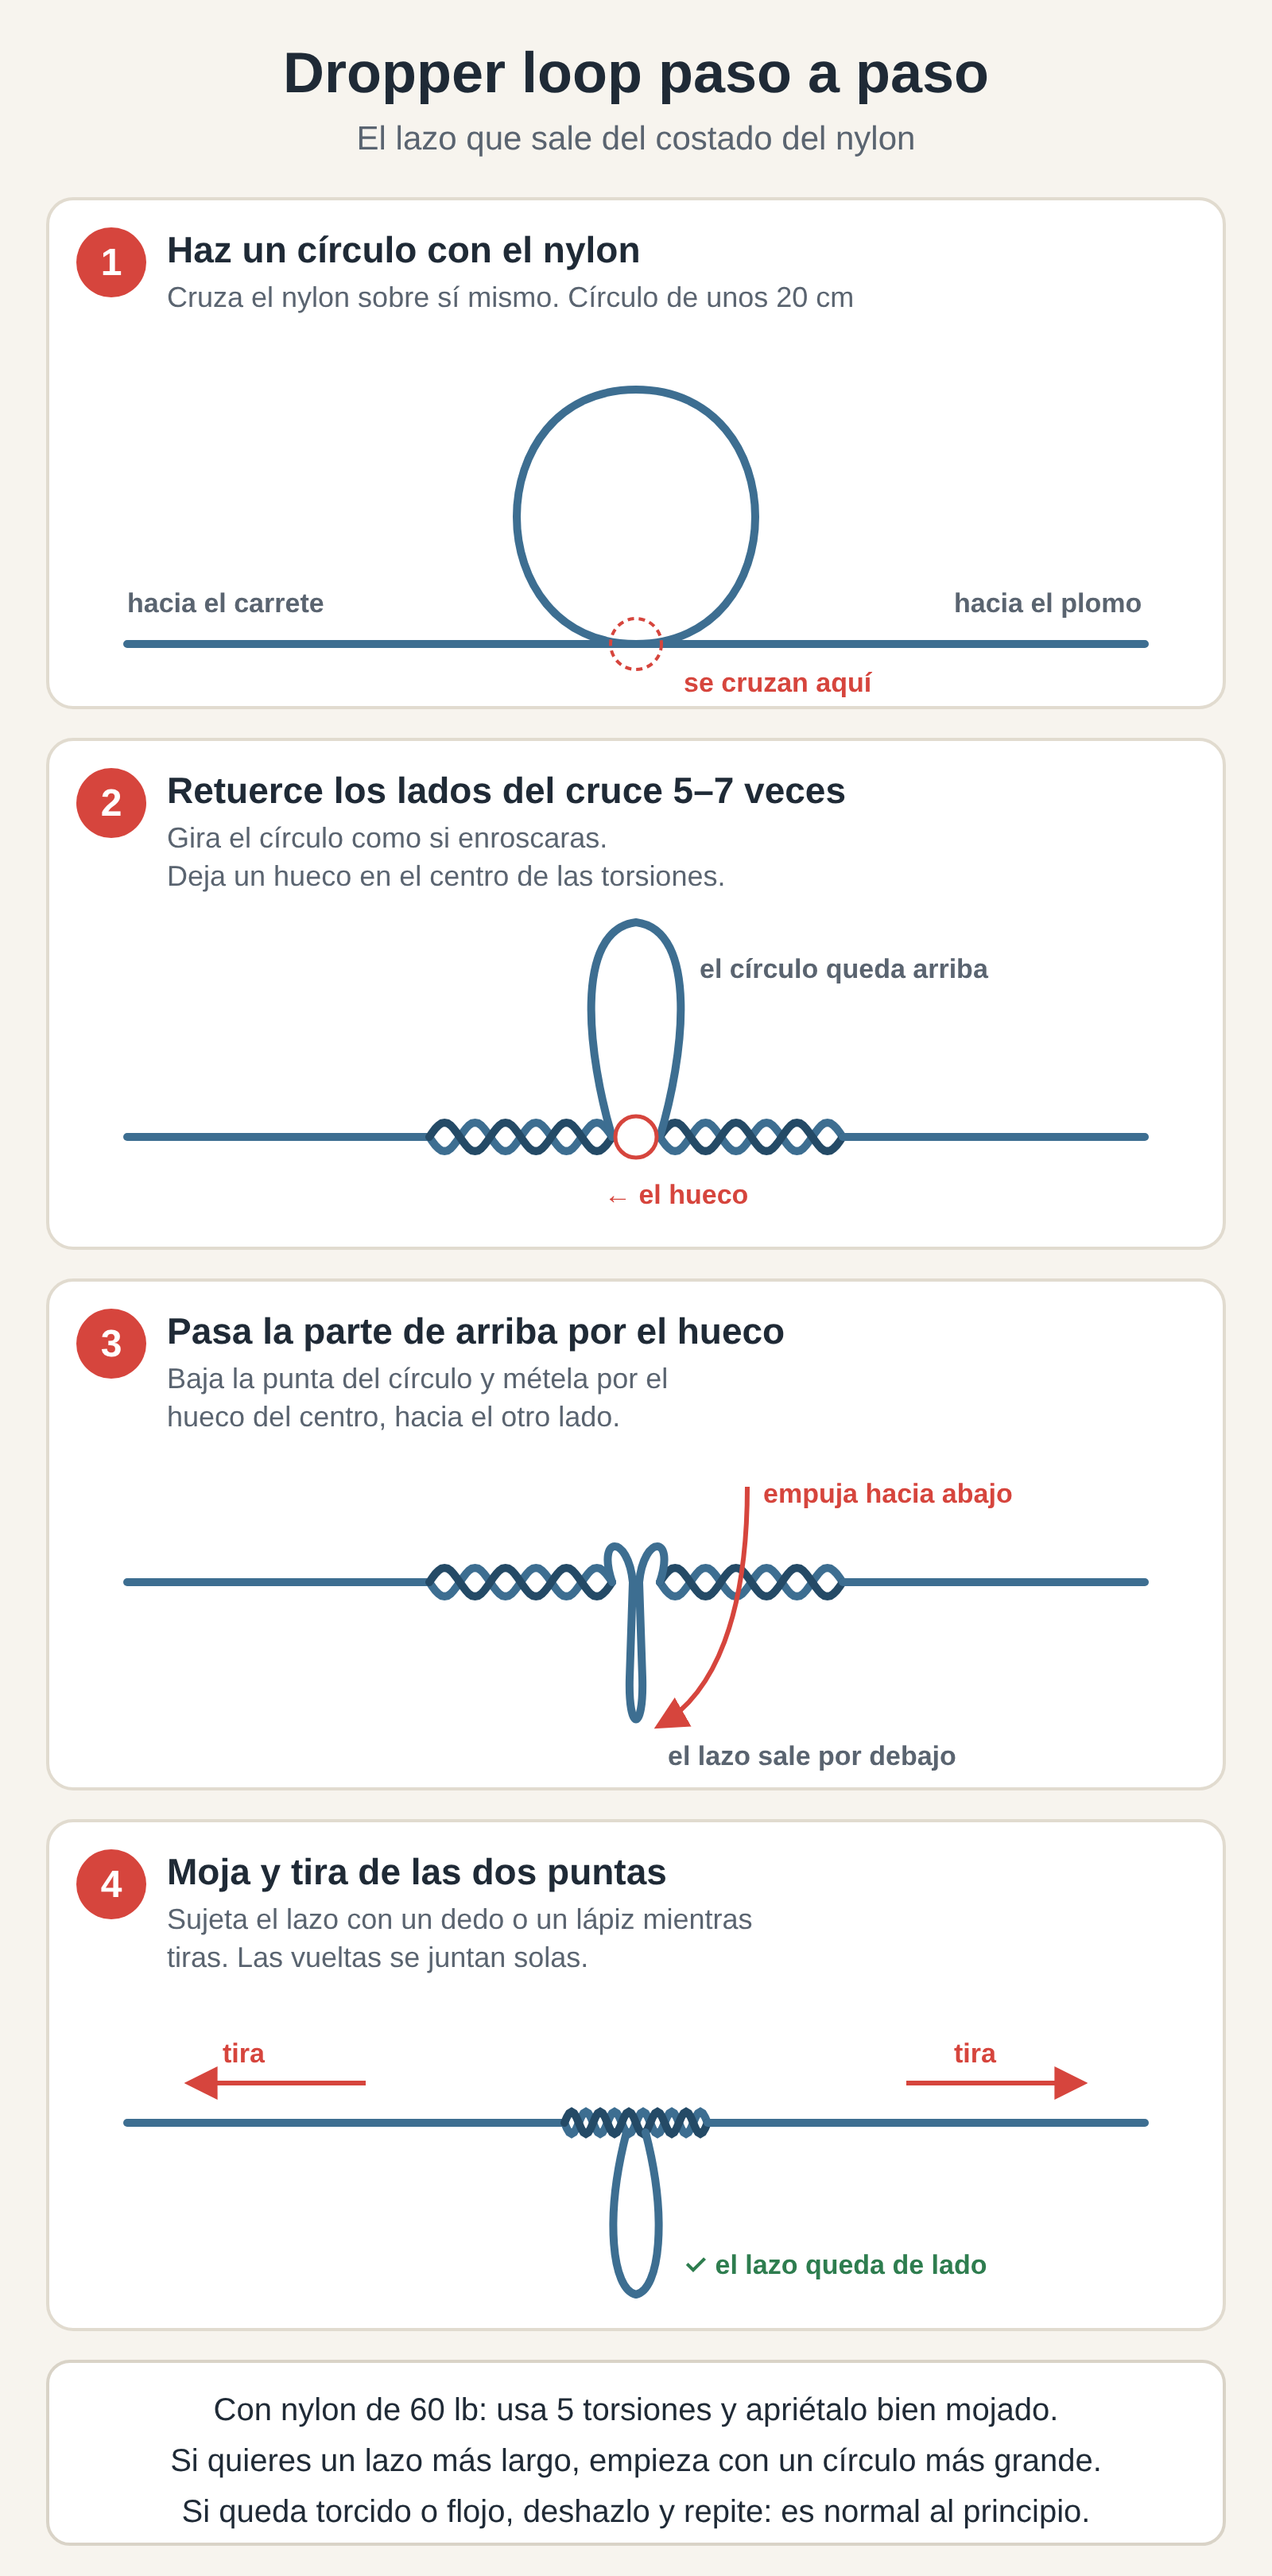 Dropper loop paso a paso
El lazo que sale del costado del nylon
1
Haz un círculo con el nylon
Cruza el nylon sobre sí mismo. Círculo de unos 20 cm
hacia el carrete
hacia el plomo
se cruzan aquí
2
Retuerce los lados del cruce 5–7 veces
Gira el círculo como si enroscaras.
Deja un hueco en el centro de las torsiones.
el círculo queda arriba
← el hueco
3
Pasa la parte de arriba por el hueco
Baja la punta del círculo y métela por el
hueco del centro, hacia el otro lado.
empuja hacia abajo
el lazo sale por debajo
4
Moja y tira de las dos puntas
Sujeta el lazo con un dedo o un lápiz mientras
tiras. Las vueltas se juntan solas.
tira
tira
✓ el lazo queda de lado
Con nylon de 60 lb: usa 5 torsiones y apriétalo bien mojado.
Si quieres un lazo más largo, empieza con un círculo más grande.
Si queda torcido o flojo, deshazlo y repite: es normal al principio.